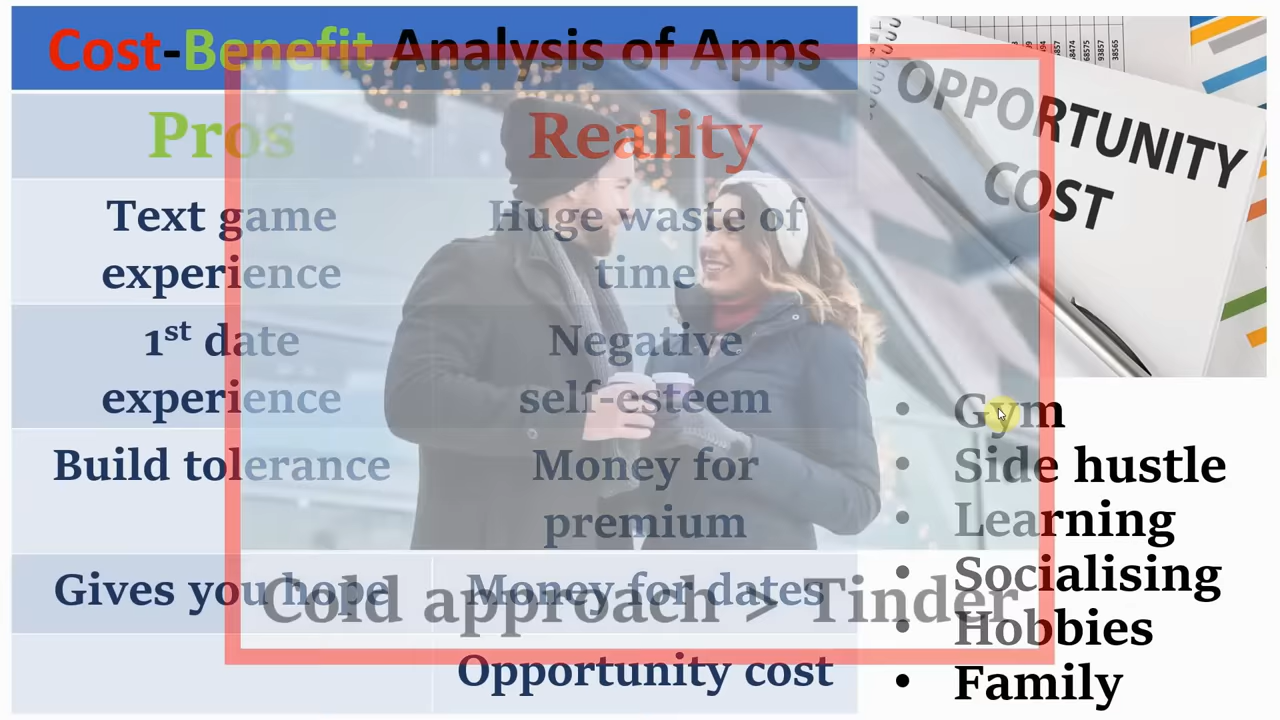 Cost-Benefit Analysis of Apps
Pros
Reality
Text game
experience
Huge waste of
time
1st date
experience
Negative
self-esteem
Build tolerance
Money for
premium
Gives you hope
Money for dates
Opportunity cost
Cold approach > Tinder
OPPORTUNITY
COST
93857
38565
• Gym
• Side hustle
• Learning
• Socialising
• Hobbies
• Family